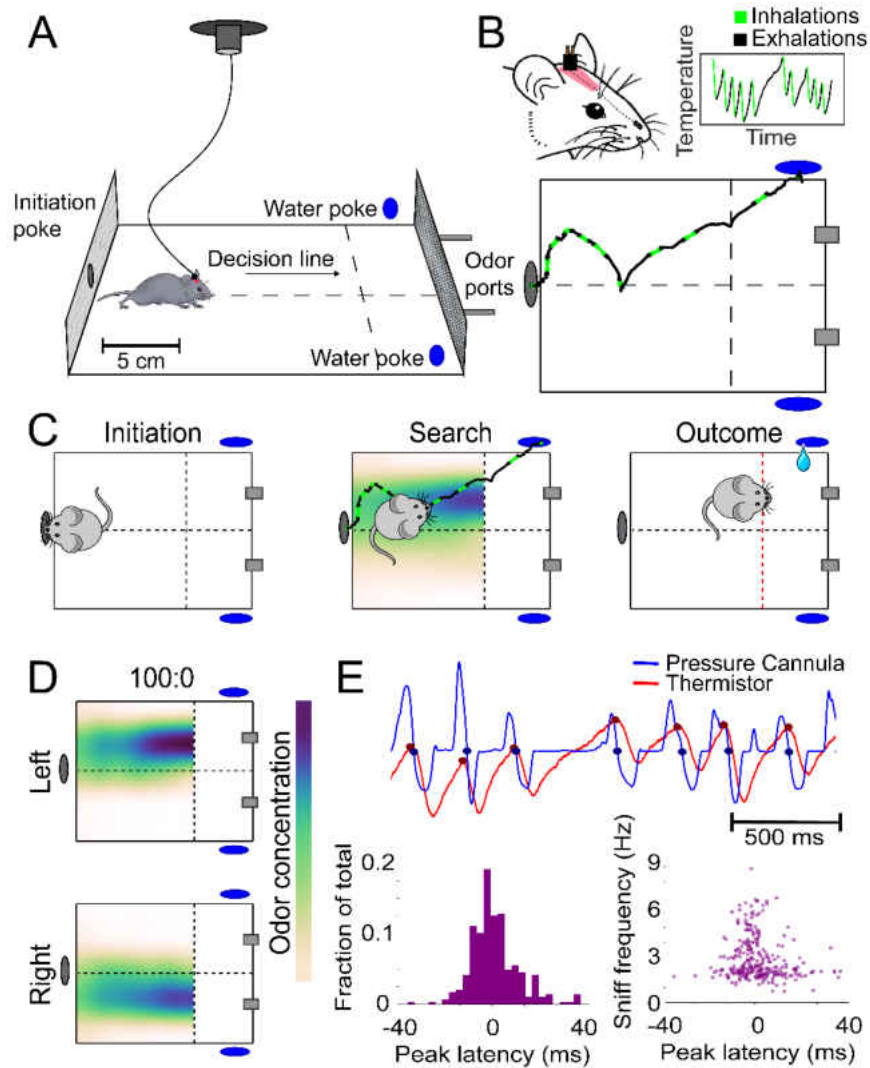 A
Initiation
poke
Water poke
Decision line
Water poke
5 cm
B
Inhalations
Exhalations
Temperature
Time
Odor
ports
C
Initiation
Search
Outcome
D
100:0
Left
Right
Odor concentration
E
Pressure Cannula
Thermistor
500 ms
Fraction of total
0.2
0.1
0
-40
0
40
Peak latency (ms)
Sniff frequency (Hz)
9
6
3
0
-40
0
40
Peak latency (ms)